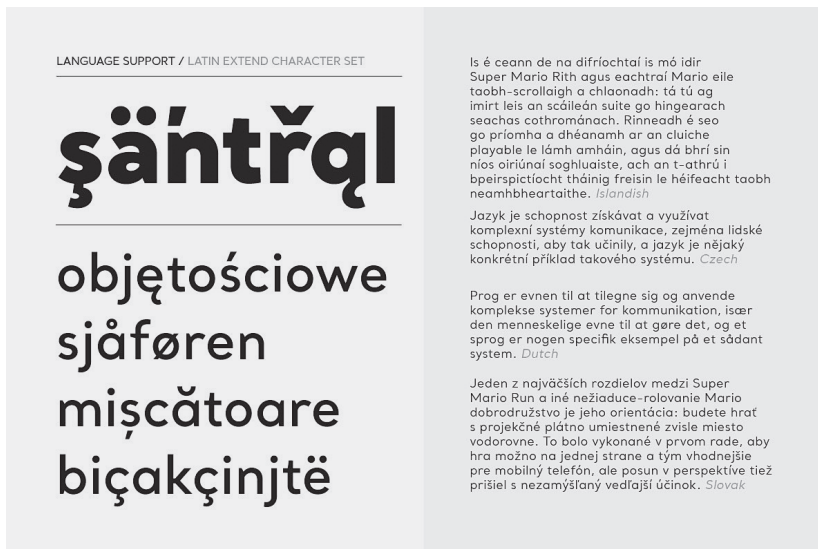 LANGUAGE SUPPORT / LATIN EXTEND CHARACTER SET
şäńtřąl
objętościowe
sjåføren
mișcătoare
biçakçinjtë
Is é ceann de na difríochtaí is mó idir
Super Mario Rith agus eachtraí Mario eile
taobh-scrollaigh a chlaonadh: tá tú ag
imirt leis an scáileán suite go hingearach
seachas cothrománach. Rinneadh é seo
go príomha a dhéanamh ar an cluiche
playable le lámh amháin, agus dá bhrí sin
níos oiriúnaí soghluaiste, ach an t-athrú i
bpeirspictíocht tháinig freisin le héifeacht taobh
neamhbheartaithe. Islandish
Jazyk je schopnost získávat a využívat
komplexní systémy komunikace, zejména lidské
schopnosti, aby tak učinily, a jazyk je nějaký
konkrétní příklad takového systému. Czech
Prog er evnen til at tilegne sig og anvende
komplekse systemer for kommunikation, især
den menneskelige evne til at gøre det, og et
sprog er nogen specifik eksempel på et sådant
system. Dutch
Jeden z najväčších rozdielov medzi Super
Mario Run a iné nežiaduce-rolovanie Mario
dobrodružstvo je jeho orientácia: budete hrať
s projekčné plátno umiestnené zvisle miesto
vodorovne. To bolo vykonané v prvom rade, aby
hra možno na jednej strane a tým vhodnejšie
pre mobilný telefón, ale posun v perspektíve tiež
prišiel s nezamýšľaný vedľajší účinok. Slovak